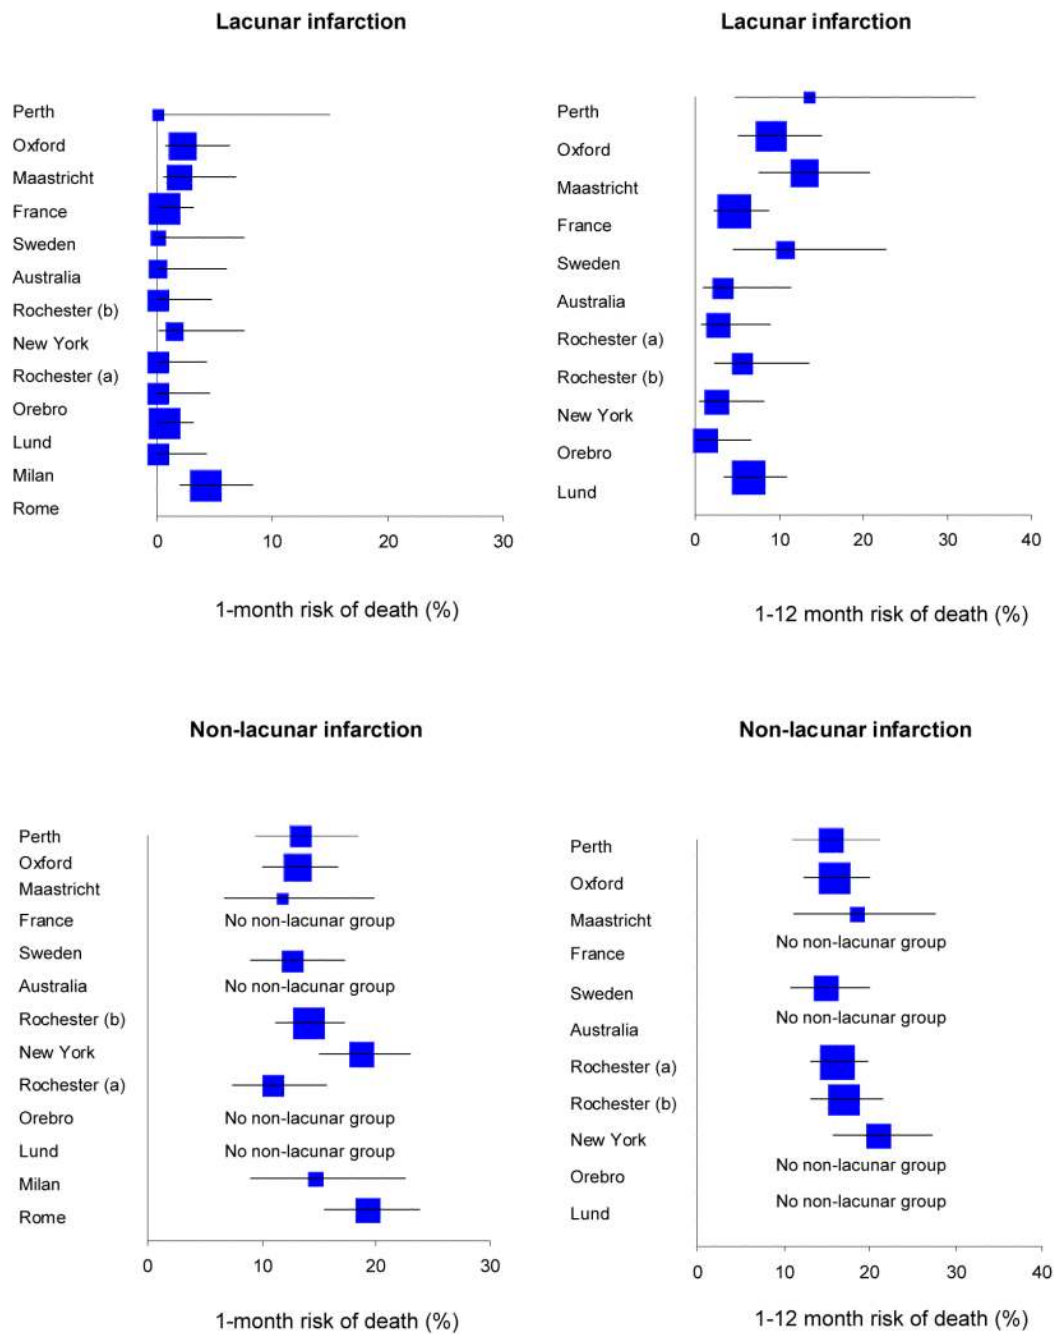 Lacunar infarction
Perth
Oxford
Maastricht
France
Sweden
Australia
Rochester (b)
New York
Rochester (a)
Orebro
Lund
Milan
Rome
0 10 20 30
1-month risk of death (%)
Lacunar infarction
Perth
Oxford
Maastricht
France
Sweden
Australia
Rochester (a)
Rochester (b)
New York
Orebro
Lund
0 10 20 30 40
1-12 month risk of death (%)
Non-lacunar infarction
Perth
Oxford
Maastricht
France No non-lacunar group
Sweden
Australia No non-lacunar group
Rochester (b)
New York
Rochester (a)
Orebro No non-lacunar group
Lund No non-lacunar group
Milan
Rome
0 10 20 30
1-month risk of death (%)
Non-lacunar infarction
Perth
Oxford
Maastricht
No non-lacunar group
France
Sweden
No non-lacunar group
Australia
Rochester (a)
Rochester (b)
New York
No non-lacunar group
Orebro
No non-lacunar group
Lund
0 10 20 30 40
1-12 month risk of death (%)